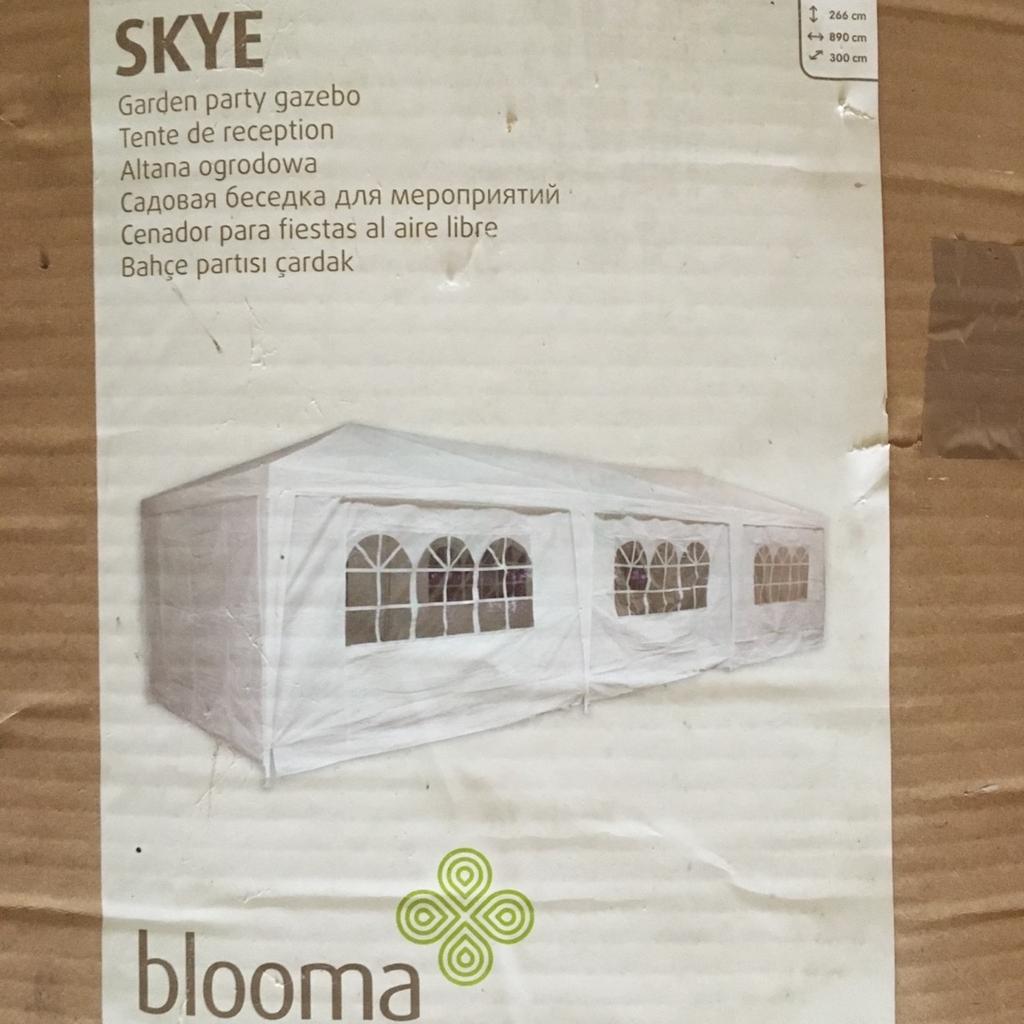 SKYE
Garden party gazebo
Tente de reception
Altana ogrodowa
Садовая беседка для мероприятий
Cenador para fiestas al aire libre
Bahçe partisi çardak
266 cm
890 cm
300 cm
blooma